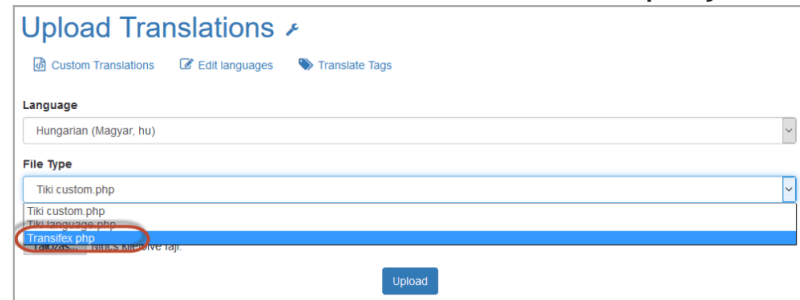 Upload Translations
Custom Translations Edit languages Translate Tags
Language
Hungarian (Magyar, hu)
File Type
Tiki custom.php
Tiki custom.php
Tiki language.php
Transifex php
Upload